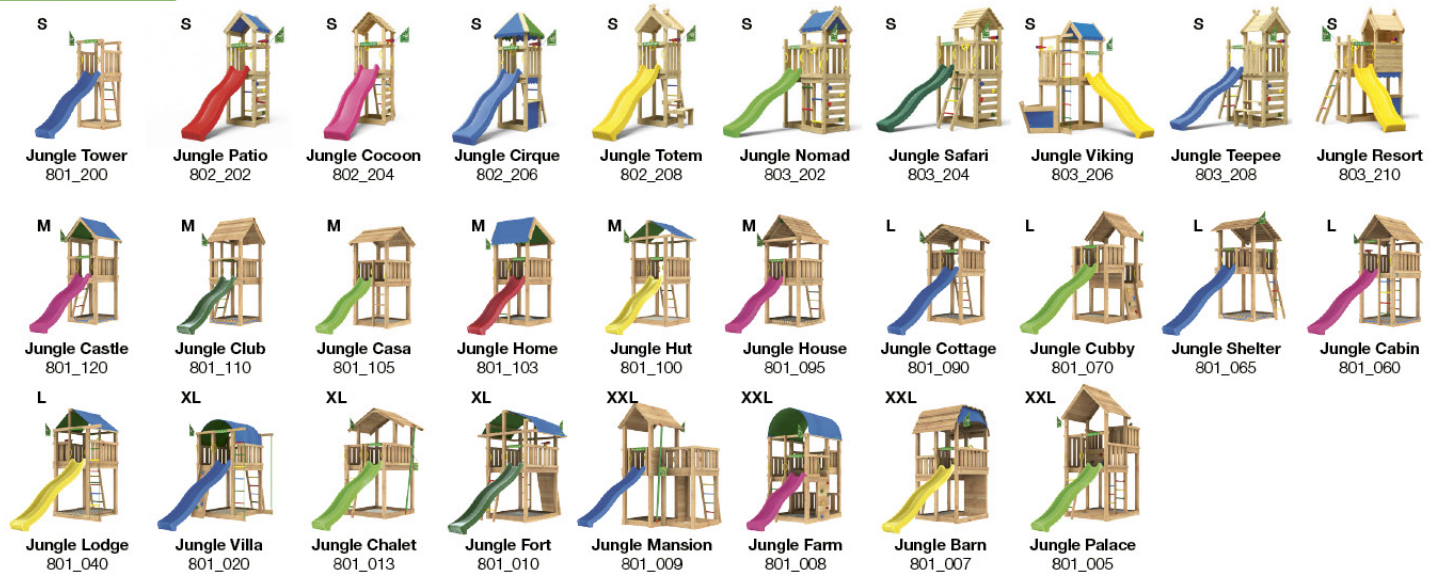 S S S S S S S S S S
Jungle Tower Jungle Patio Jungle Cocoon Jungle Cirque Jungle Totem Jungle Nomad Jungle Safari Jungle Viking Jungle Teepee Jungle Resort
801_200 802_202 802_204 802_206 802_208 803_202 803_204 803_206 803_208 803_210
M M M M M M L L L L
Jungle Castle Jungle Club Jungle Casa Jungle Home Jungle Hut Jungle House Jungle Cottage Jungle Cubby Jungle Shelter Jungle Cabin
801_120 801_110 801_105 801_103 801_100 801_095 801_090 801_070 801_065 801_060
L XL XL XL XXL XXL XXL XXL
Jungle Lodge Jungle Villa Jungle Chalet Jungle Fort Jungle Mansion Jungle Farm Jungle Barn Jungle Palace
801_040 801_020 801_013 801_010 801_009 801_008 801_007 801_005